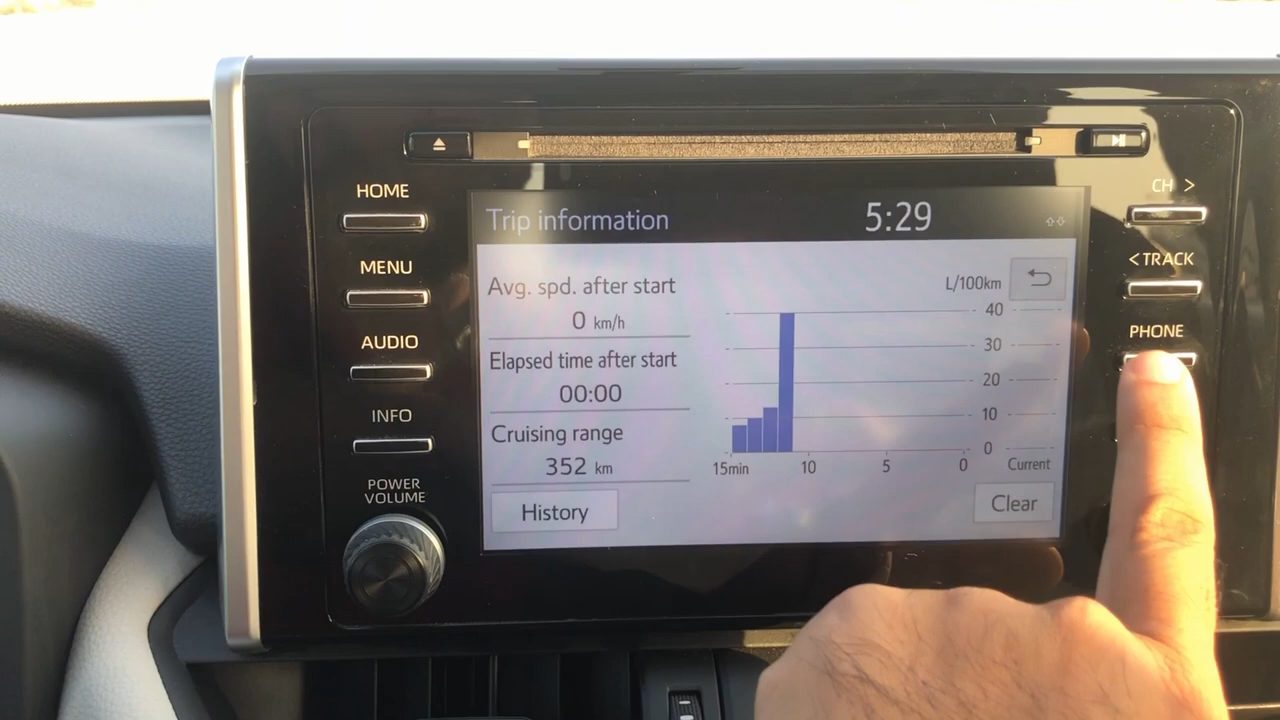 HOME
MENU
AUDIO
INFO
POWER
VOLUME
Trip information
5:29
Avg. spd. after start
0 km/h
Elapsed time after start
00:00
Cruising range
352 km
History
L/100km
40
30
20
10
0
15min 10 5 0 Current
Clear
CH >
< TRACK
PHONE